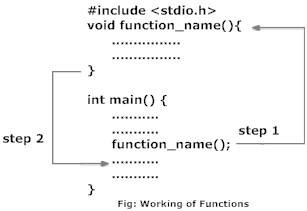 #include <stdio.h>
void function_name(){
...............
...............
}
int main() {
...........
...........
step 2
function_name();
step 1
...........
...........
}
Fig: Working of Functions